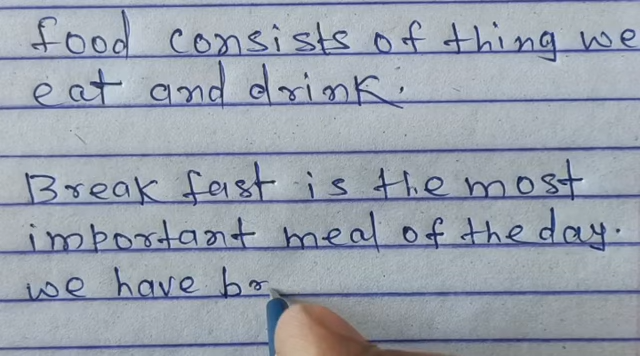 food consists of thing we
eat and drink.
Break fast is the most
important meal of the day.
we have br